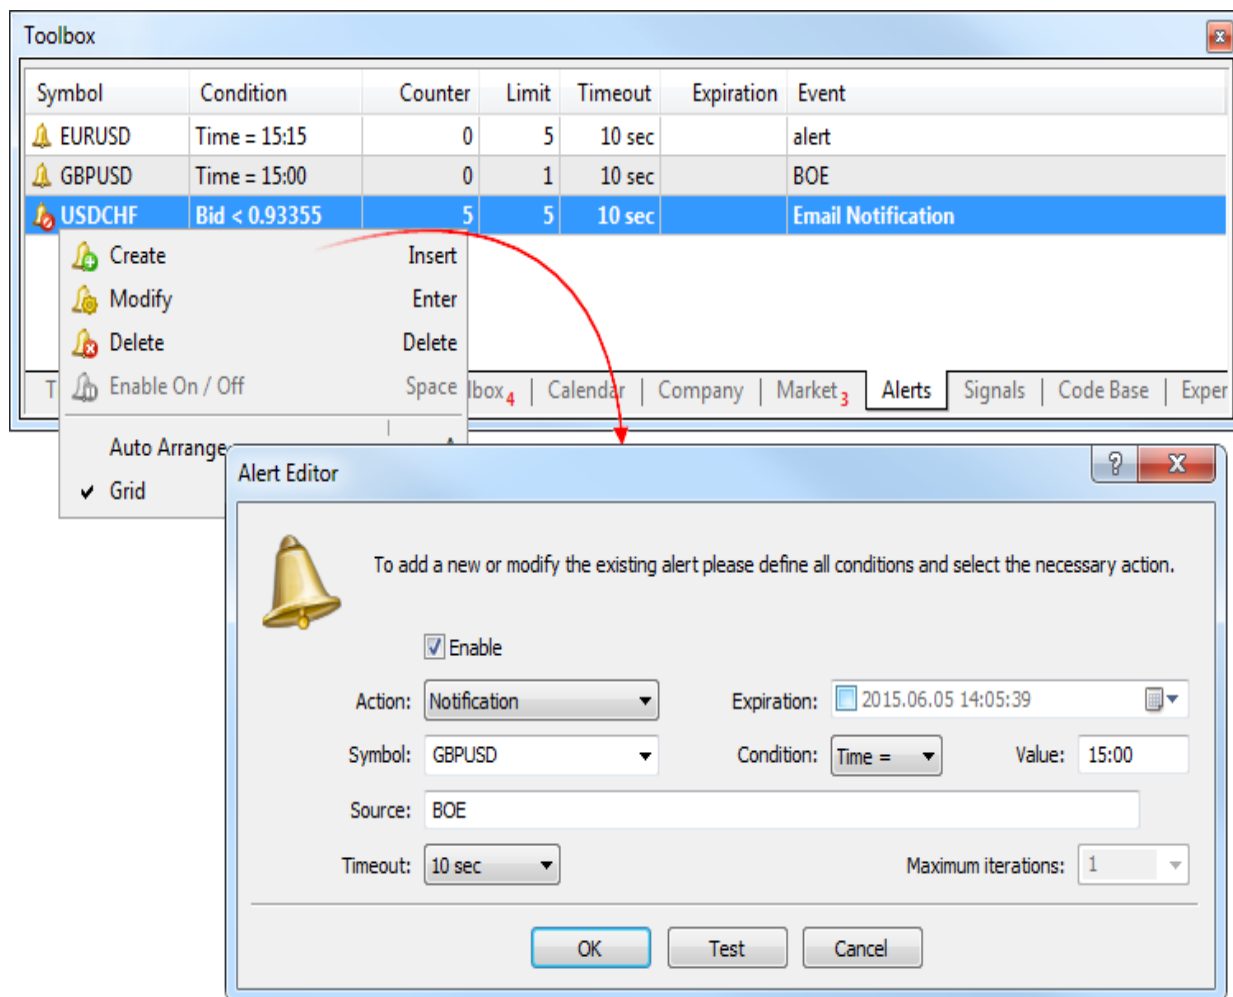 Toolbox
Symbol Condition Counter Limit Timeout Expiration Event
EURUSD Time = 15:15 0 5 10 sec alert
GBPUSD Time = 15:00 0 1 10 sec BOE
USDCHF Bid < 0.93355 5 5 10 sec Email Notification
Create Insert
Modify Enter
Delete Delete
Enable On / Off Space
T lbox 4 | Calendar | Company | Market 3 Alerts Signals | Code Base | Exper
Auto Arrange
Grid
Alert Editor
To add a new or modify the existing alert please define all conditions and select the necessary action.
Enable
Action: Notification Expiration: 2015.06.05 14:05:39
Symbol: GBPUSD Condition: Time = Value: 15:00
Source: BOE
Timeout: 10 sec Maximum iterations: 1
OK Test Cancel